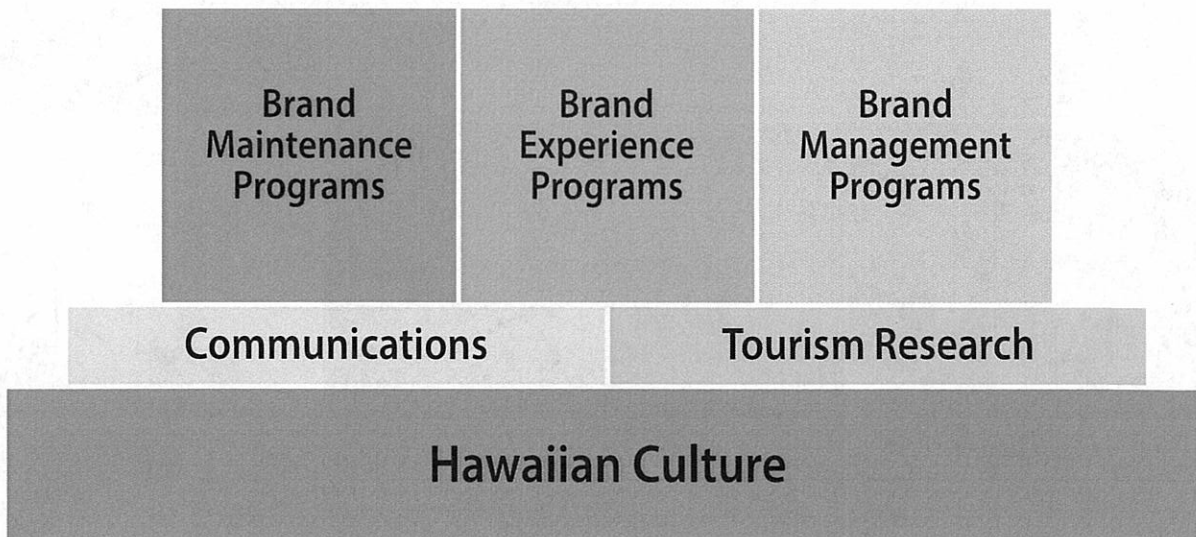 Brand
Maintenance
Programs
Brand
Experience
Programs
Brand
Management
Programs
Communications
Tourism Research
Hawaiian Culture